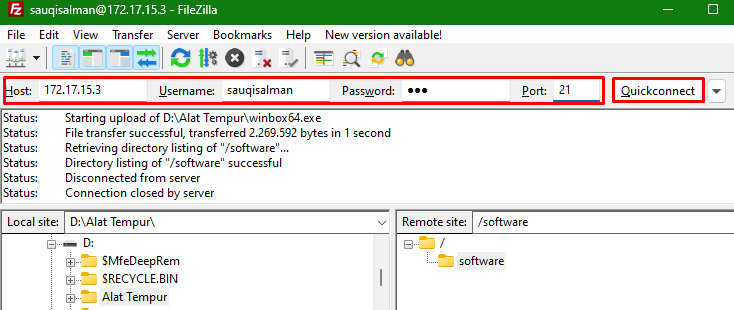 sauqisalman@172.17.15.3 - FileZilla
File Edit View Transfer Server Bookmarks Help New version available!
Host: 172.17.15.3 Username: sauqisalman Password: ●●● Port: 21 Quickconnect
Status: Starting upload of D:\Alat Tempur\winbox64.exe
Status: File transfer successful, transferred 2.269.592 bytes in 1 second
Status: Retrieving directory listing of "/software"...
Status: Directory listing of "/software" successful
Status: Disconnected from server
Status: Connection closed by server
Local site: D:\Alat Tempur\ Remote site: /software
D: /
$MfeDeepRem software
$RECYCLE.BIN
Alat Tempur